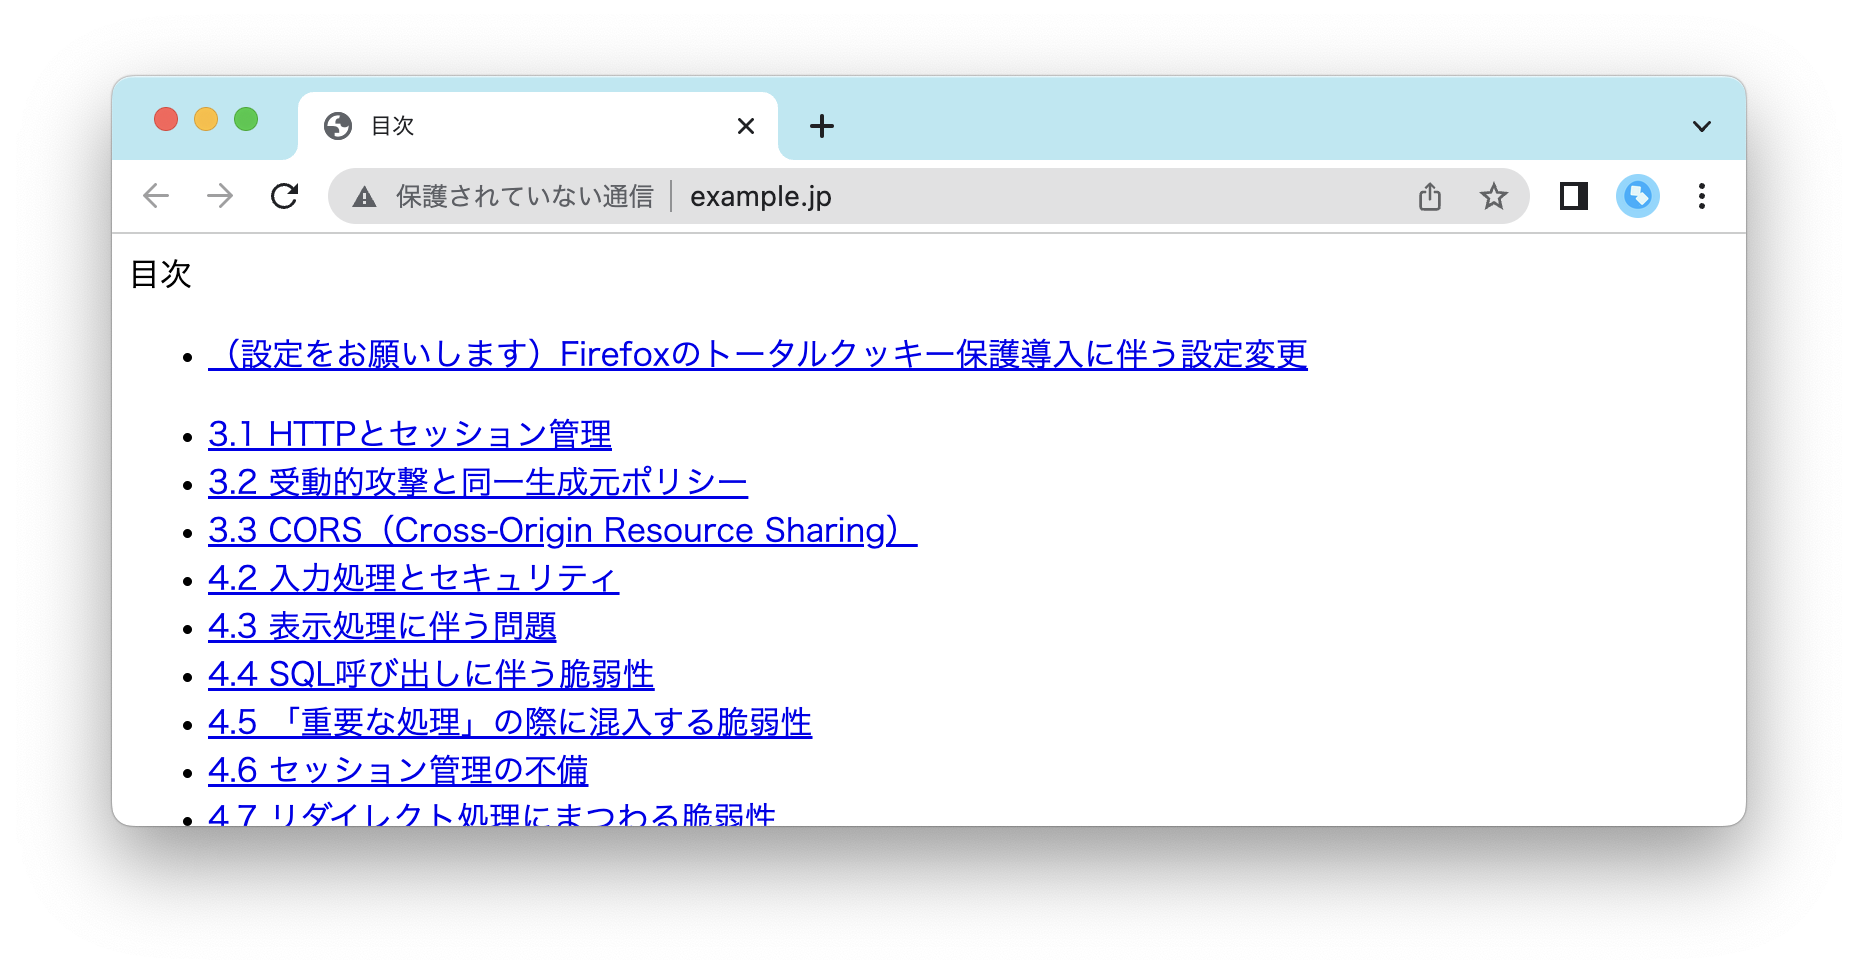 目次
保護されていない通信 example.jp
目次
（設定をお願いします）Firefoxのトータルクッキー保護導入に伴う設定変更
3.1 HTTPとセッション管理
3.2 受動的攻撃と同一生成元ポリシー
3.3 CORS（Cross-Origin Resource Sharing）
4.2 入力処理とセキュリティ
4.3 表示処理に伴う問題
4.4 SQL呼び出しに伴う脆弱性
4.5 「重要な処理」の際に混入する脆弱性
4.6 セッション管理の不備
4.7 リダイレクト処理にまつわる脆弱性